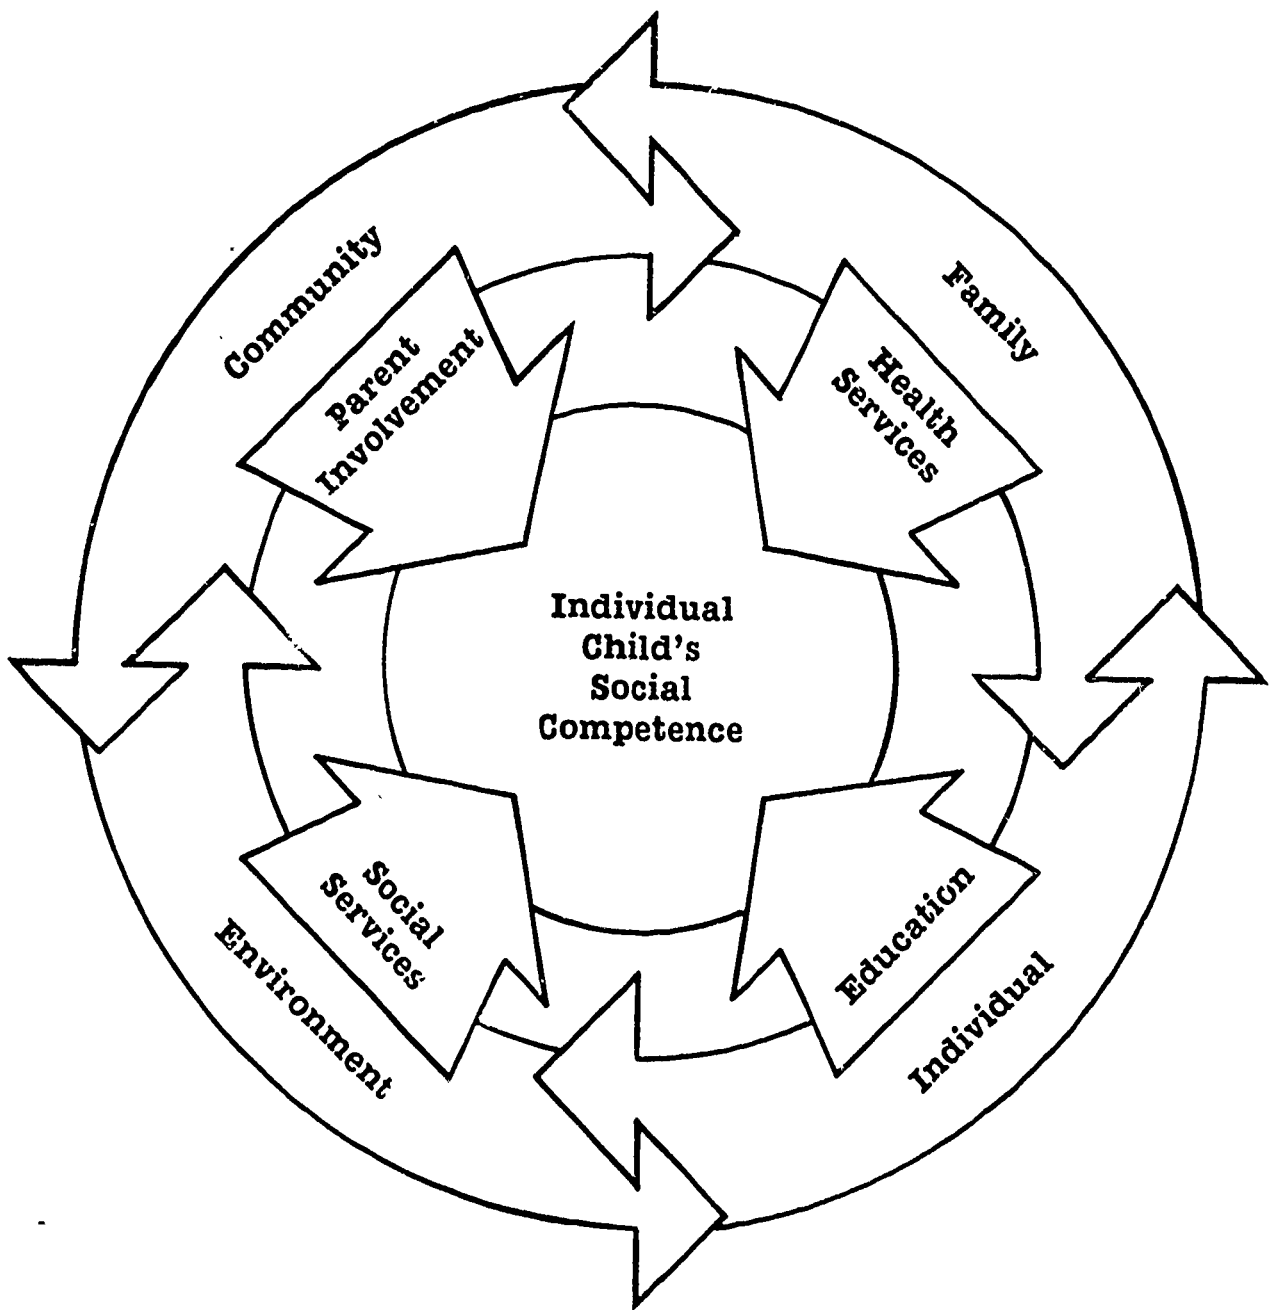 Community
Family
Parent
Involvement
Health
Services
Individual
Child's
Social
Competence
Social
Services
Education
Environment
Individual